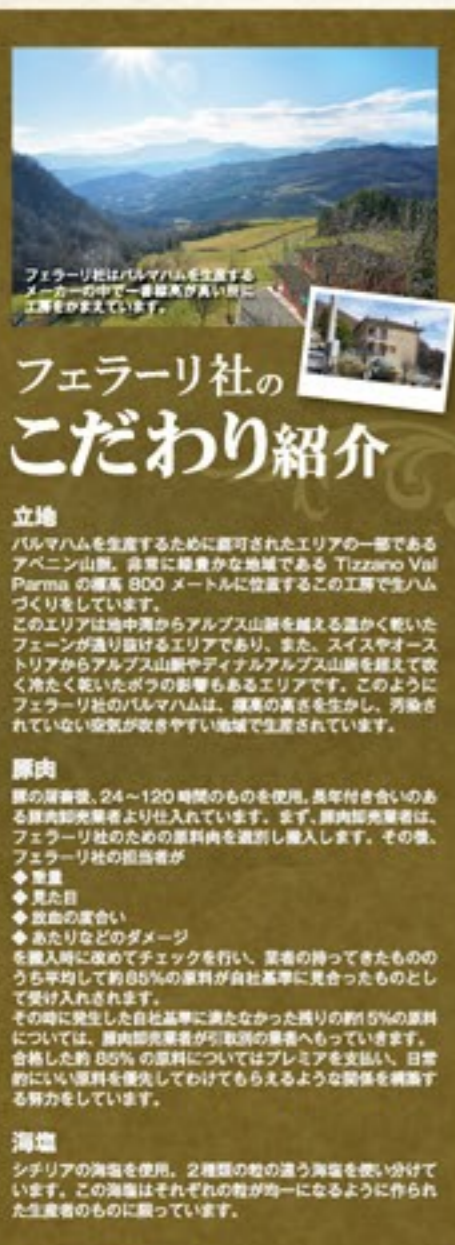 フェラーリ社はパルマハムを生産する
メーカーの中で一番標高が高い所に
工房をかまえています。
フェラーリ社の
こだわり紹介
立地
パルマハムを生産するために認可されたエリアの一部である
アペニン山脈。非常に緑豊かな地域である Tizzano Val
Parma の標高 800 メートルに位置するこの工房で生ハム
づくりをしています。
このエリアは地中海からアルプス山脈を越える温かく乾いた
フェーンが通り抜けるエリアであり、また、スイスやオース
トリアからアルプス山脈やディナルアルプス山脈を超えて吹
く冷たく乾いたボラの影響もあるエリアです。このように
フェラーリ社のパルマハムは、標高の高さを生かし、汚染さ
れていない空気が吹きやすい地域で生産されています。
豚肉
豚の屠畜後、24〜120 時間のものを使用。長年付き合いのあ
る豚肉卸売業者より仕入れています。まず、豚肉卸売業者は、
フェラーリ社のための原料肉を選別し搬入します。その後、
フェラーリ社の担当者が
◆重量
◆見た目
◆放血の度合い
◆あたりなどのダメージ
を搬入時に改めてチェックを行い、業者の持ってきたものの
うち平均して約85%の原料が自社基準に見合ったものとし
て受け入れされます。
その時に発生した自社基準に満たなかった残りの約15%の原料
については、豚肉卸売業者が引取別の業者へもっていきます。
合格した約 85% の原料についてはプレミアを支払い、日常
的にいい原料を優先してわけてもらえるような関係を構築す
る努力をしています。
海塩
シチリアの海塩を使用。2種類の粒の違う海塩を使い分けて
います。この海塩はそれぞれの粒が均一になるように作られ
た生産者のものに限っています。